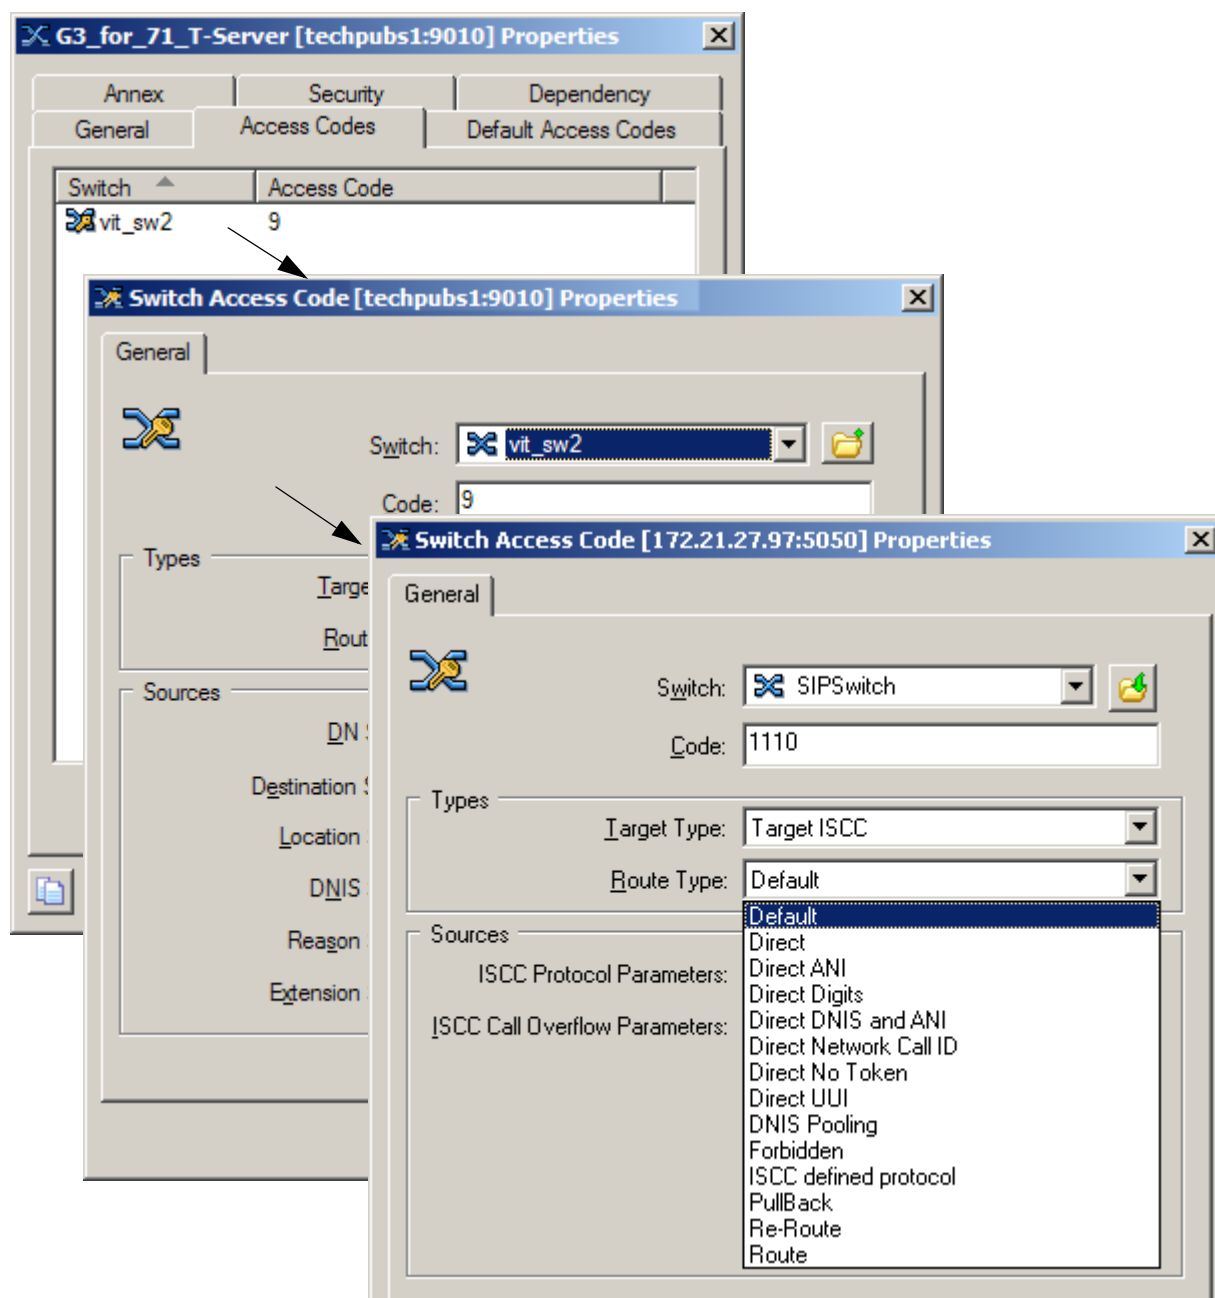 G3_for_71_T-Server [techpubs1:9010] Properties
Annex Security Dependency
General Access Codes Default Access Codes
Switch Access Code
vit_sw2 9
Switch Access Code [techpubs1:9010] Properties
General
Switch: vit_sw2
Code: 9
Types
Targe
Rout
Sources
DN
Destination
Location
DNIS
Reason
Extension
Switch Access Code [172.21.27.97:5050] Properties
General
Switch: SIPSwitch
Code: 1110
Types
Target Type: Target ISCC
Route Type: Default
Sources
ISCC Protocol Parameters:
ISCC Call Overflow Parameters:
Default
Direct
Direct ANI
Direct Digits
Direct DNIS and ANI
Direct Network Call ID
Direct No Token
Direct UUI
DNIS Pooling
Forbidden
ISCC defined protocol
PullBack
Re-Route
Route